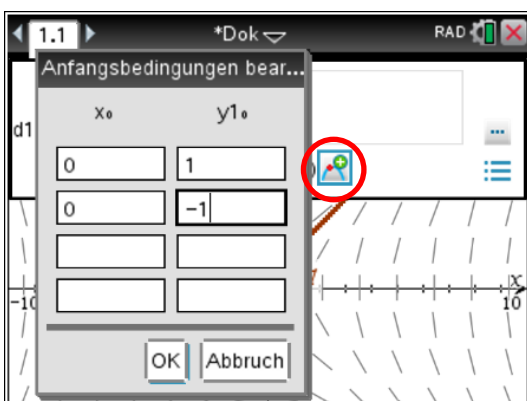 1.1 *Dok RAD
Anfangsbedingungen bear...
x₀ y1₀
d1
0 1
0 −1
...
-10 x
10
OK Abbruch